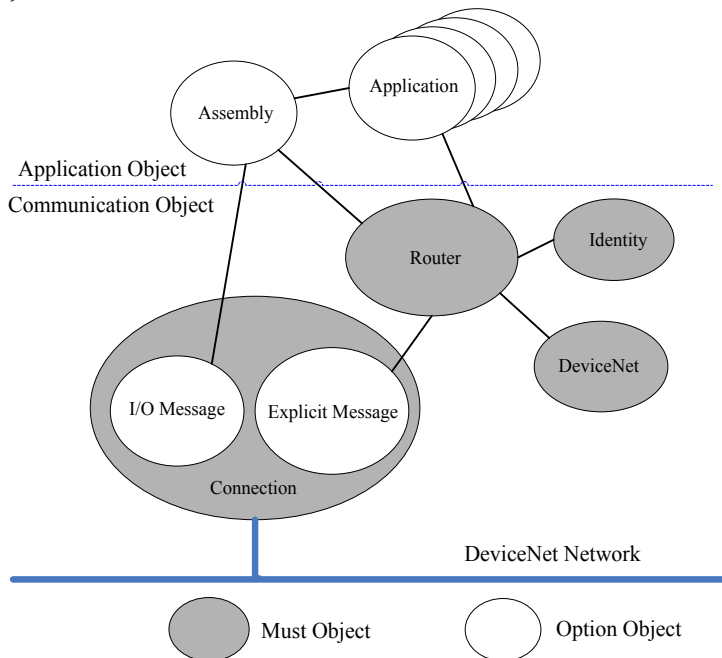 Application
Assembly
Application Object
Communication Object
Identity
Router
DeviceNet
I/O Message
Explicit Message
Connection
DeviceNet Network
Must Object
Option Object